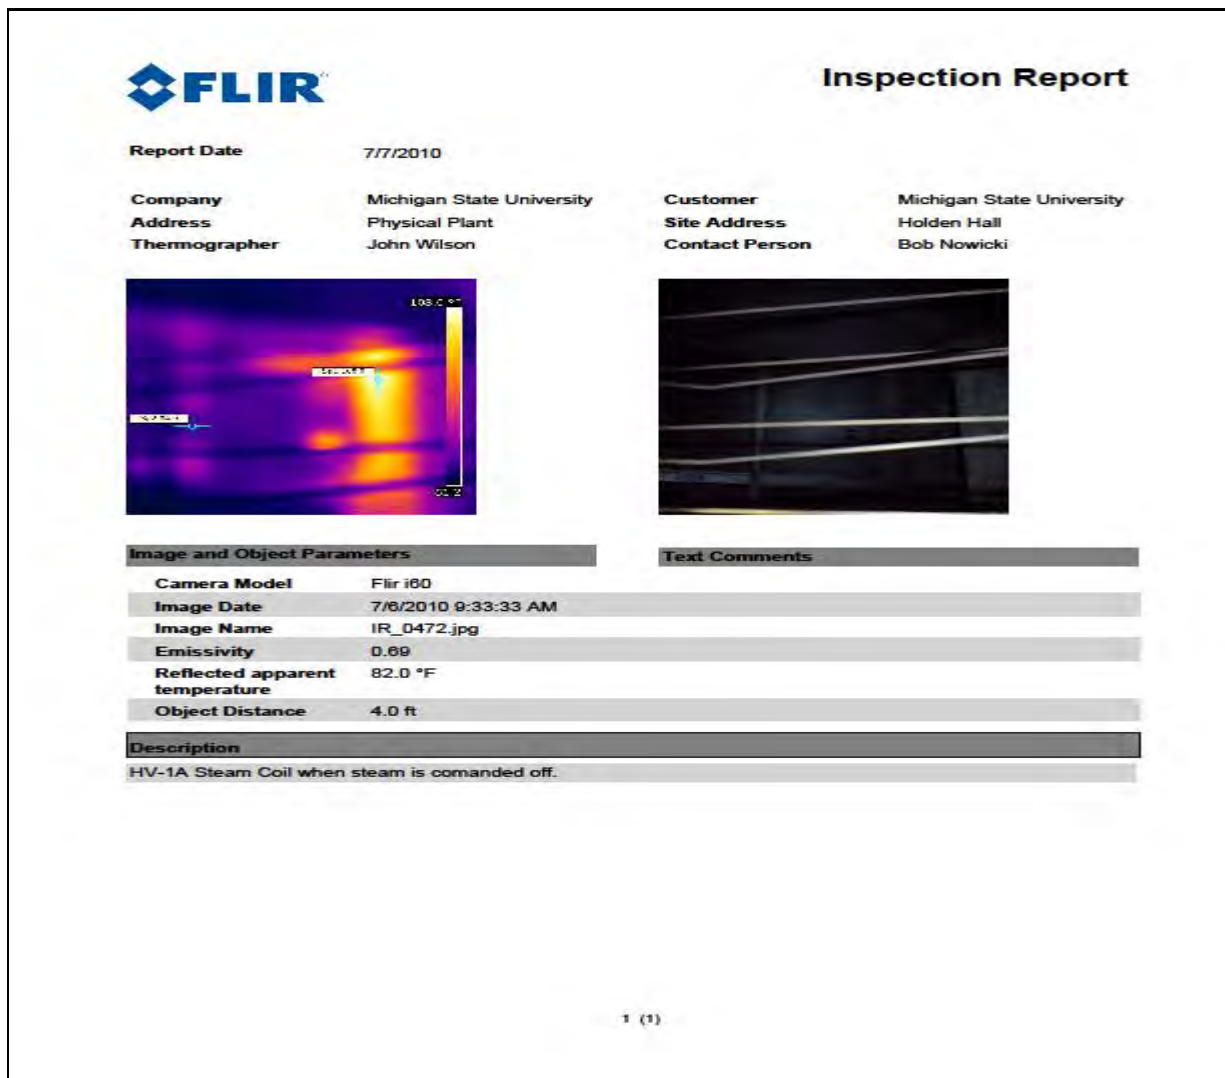 FLIR
Inspection Report
Report Date 7/7/2010
Company Michigan State University Customer Michigan State University
Address Physical Plant Site Address Holden Hall
Thermographer John Wilson Contact Person Bob Nowicki
Image and Object Parameters
Text Comments
Camera Model Flir i60
Image Date 7/6/2010 9:33:33 AM
Image Name IR_0472.jpg
Emissivity 0.69
Reflected apparent temperature 82.0 °F
Object Distance 4.0 ft
Description
HV-1A Steam Coil when steam is comanded off.
1 (1)